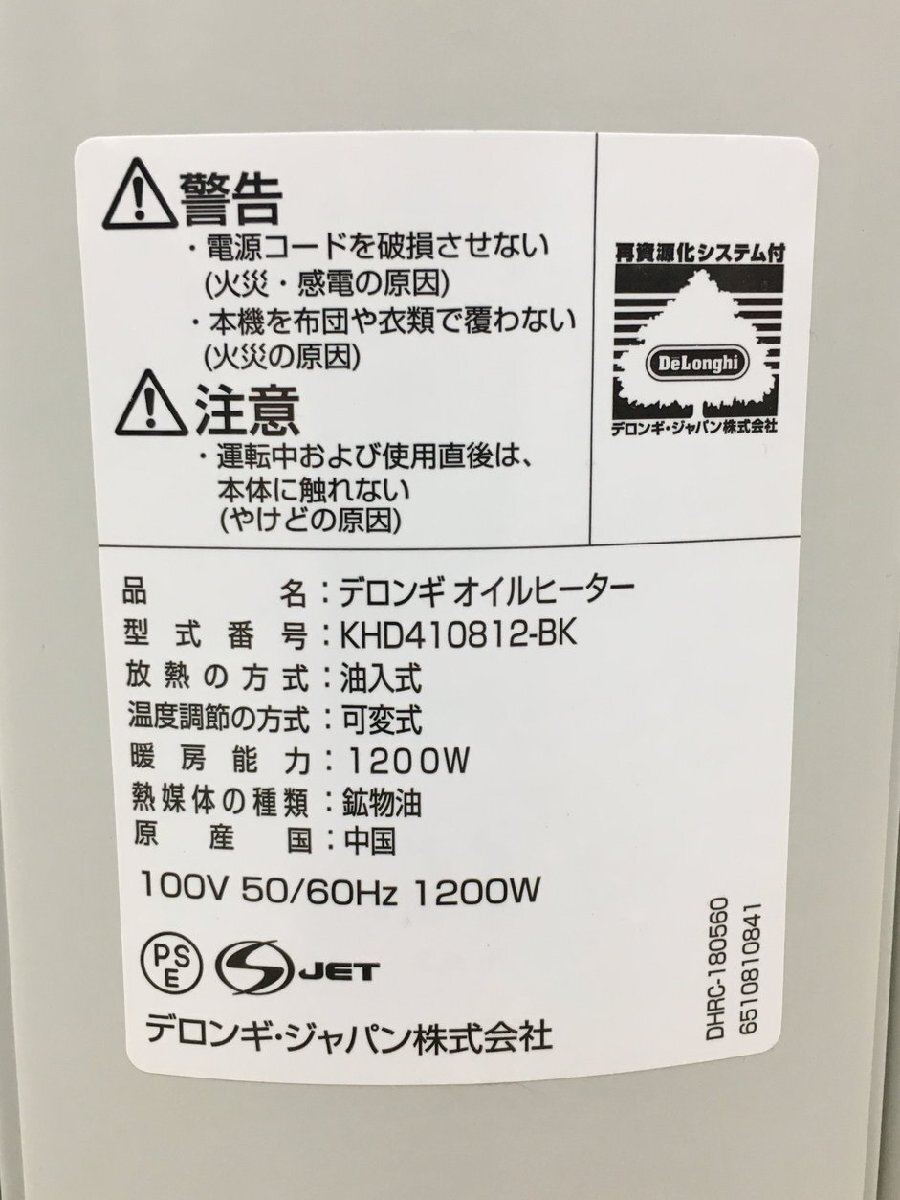 警告
・電源コードを破損させない
(火災・感電の原因)
・本機を布団や衣類で覆わない
(火災の原因)
注意
・運転中および使用直後は、
本体に触れない
(やけどの原因)
再資源化システム付
DeLonghi
デロンギ・ジャパン株式会社
品名：デロンギ オイルヒーター
型式番号：KHD410812-BK
放熱の方式：油入式
温度調節の方式：可変式
暖房能力：1200W
熱媒体の種類：鉱物油
原産国：中国
100V 50/60Hz 1200W
PS
E
S JET
デロンギ・ジャパン株式会社
DHRC-180560
6510810841